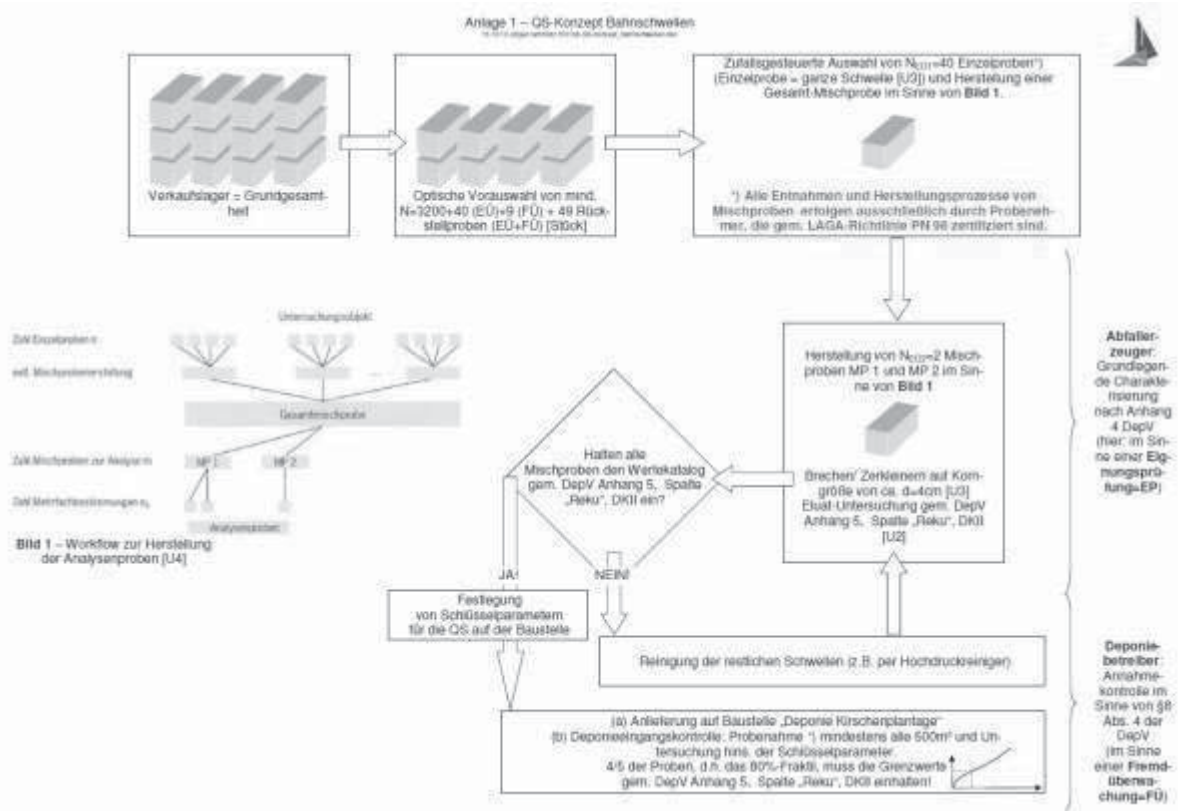 Anlage 1 – QS-Konzept Bahnschwellen
Verkaufslager = Grundgesamt-
heit
Optische Vorauswahl von mind.
N=3200+40 (EÜ)+9 (FÜ) + 49 Rück-
stellproben (EÜ+FÜ) [Stück]
Zufallsgesteuerte Auswahl von =40 Einzelproben*)
(Einzelprobe = ganze Schwelle [U3]) und Herstellung einer
Gesamt-Mischprobe im Sinne von Bild 1.
*) Alle Entnahmen und Herstellungsprozesse von
Mischproben erfolgen ausschließlich durch Probeneh-
mer, die gem. LAGA-Richtlinie PN 98 zertifiziert sind.
Untersuchungsobjekt
Zahl Einzelproben n
evtl. Mischprobenerstellung
...
Gesamtmischprobe
Zahl Mischproben zur Analyse m
MP 1
MP 2
Zahl Mehrfachbestimmungen
Analysenproben
Bild 1 – Workflow zur Herstellung
der Analysenproben [U4]
Herstellung von =2 Misch-
proben MP 1 und MP 2 im Sin-
ne von Bild 1
Brechen/ Zerkleinern auf Korn-
größe von ca. d=4cm [U3]
Eluat-Untersuchung gem. DepV
Anhang 5, Spalte „Reku“, DKII
[U2]
Halten alle
Mischproben den Wertekatalog
gem. DepV Anhang 5, Spalte
„Reku“, DKII ein?
JA!
NEIN!
Festlegung
von Schlüsselparametern
für die QS auf der Baustelle
Reinigung der restlichen Schwellen (z.B. per Hochdruckreiniger)
(a) Anlieferung auf Baustelle „Deponie Kirschenplantage“
(b) Deponieeingangskontrolle: Probenahme *) mindestens alle 500m³ und Un-
tersuchung hins. der Schlüsselparameter.
4/5 der Proben, d.h. das 80%-Fraktil, muss die Grenzwerte
gem. DepV Anhang 5, Spalte „Reku“, DKII einhalten!
Abfaller-
zeuger:
Grundlegen-
de Charakte-
risierung
nach Anhang
4 DepV
(hier: im Sin-
ne einer Eig-
nungsprü-
fung=EP)
Deponie-
betreiber:
Annahme-
kontrolle im
Sinne von §8
Abs. 4 der
DepV
(im Sinne
einer Fremd-
überwa-
chung=FÜ)